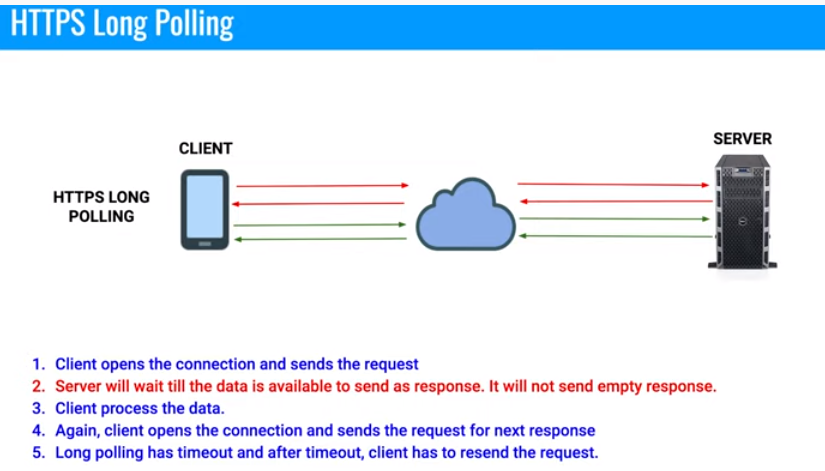 HTTPS Long Polling
CLIENT
SERVER
HTTPS LONG
POLLING
1. Client opens the connection and sends the request
2. Server will wait till the data is available to send as response. It will not send empty response.
3. Client process the data.
4. Again, client opens the connection and sends the request for next response
5. Long polling has timeout and after timeout, client has to resend the request.